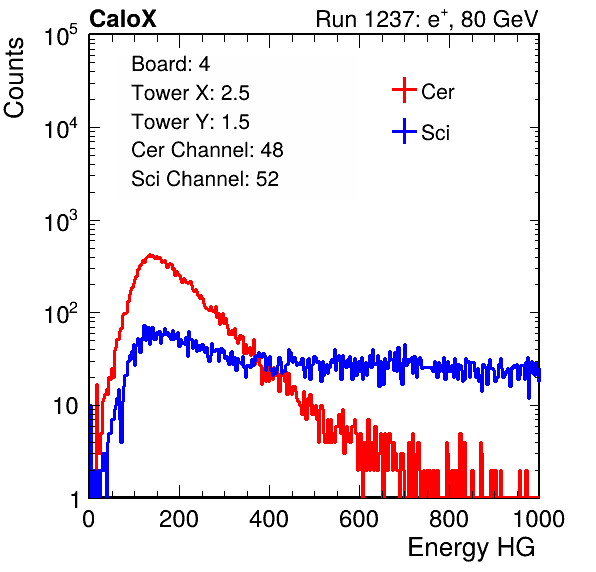 CaloX Run 1237: e⁺, 80 GeV
Counts
10⁵
10⁴
10³
10²
10
1
Board: 4
Tower X: 2.5
Tower Y: 1.5
Cer Channel: 48
Sci Channel: 52
Cer
Sci
0 200 400 600 800 1000
Energy HG